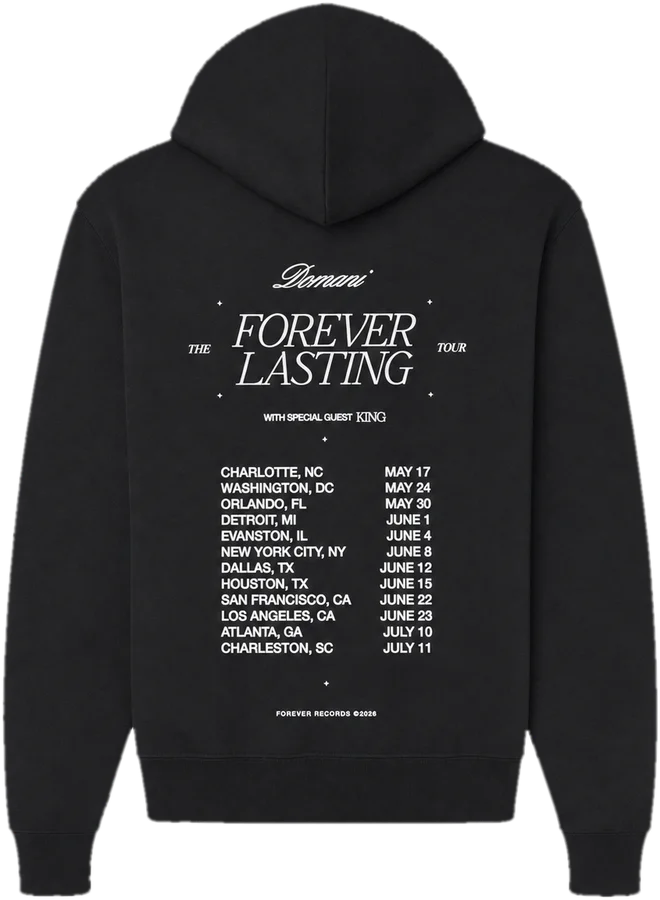 Domani
THE FOREVER LASTING TOUR
WITH SPECIAL GUEST KING
CHARLOTTE, NC MAY 17
WASHINGTON, DC MAY 24
ORLANDO, FL MAY 30
DETROIT, MI JUNE 1
EVANSTON, IL JUNE 4
NEW YORK CITY, NY JUNE 8
DALLAS, TX JUNE 12
HOUSTON, TX JUNE 15
SAN FRANCISCO, CA JUNE 22
LOS ANGELES, CA JUNE 23
ATLANTA, GA JULY 10
CHARLESTON, SC JULY 11
FOREVER RECORDS ©2026